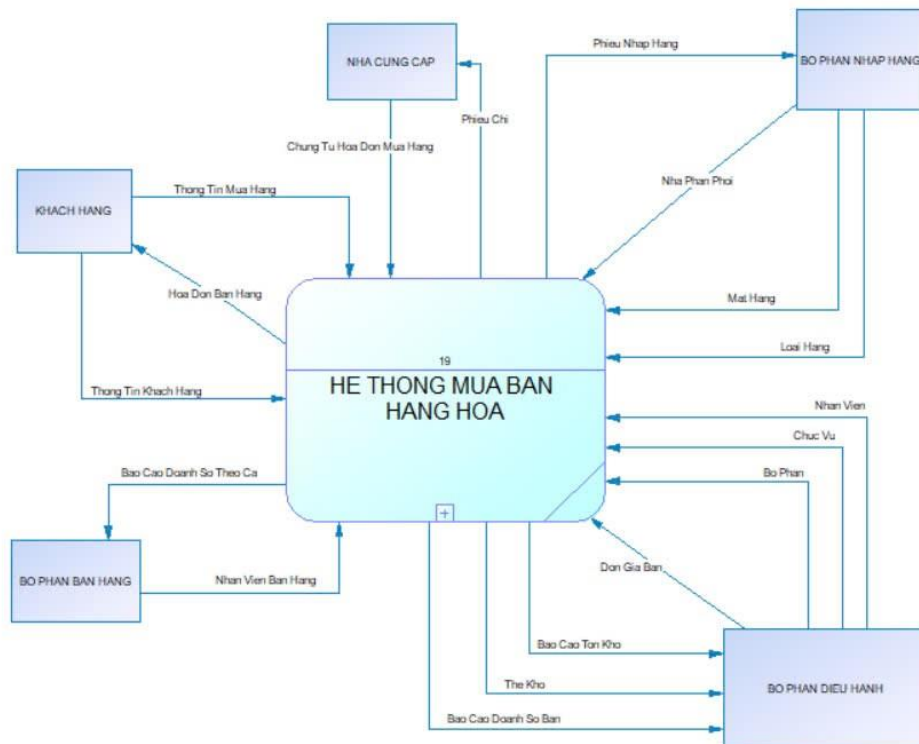 NHA CUNG CAP
BO PHAN NHAP HANG
Phieu Nhap Hang
Phieu Chi
Chung Tu Hoa Don Mua Hang
Nha Phan Phoi
KHACH HANG
Thong Tin Mua Hang
Hoa Don Ban Hang
Mat Hang
Loai Hang
19
HE THONG MUA BAN
HANG HOA
Thong Tin Khach Hang
Nhan Vien
Chuc Vu
Bo Phan
Bao Cao Doanh So Theo Ca
BO PHAN BAN HANG
Nhan Vien Ban Hang
Don Gia Ban
Bao Cao Ton Kho
The Kho
Bao Cao Doanh So Ban
BO PHAN DIEU HANH